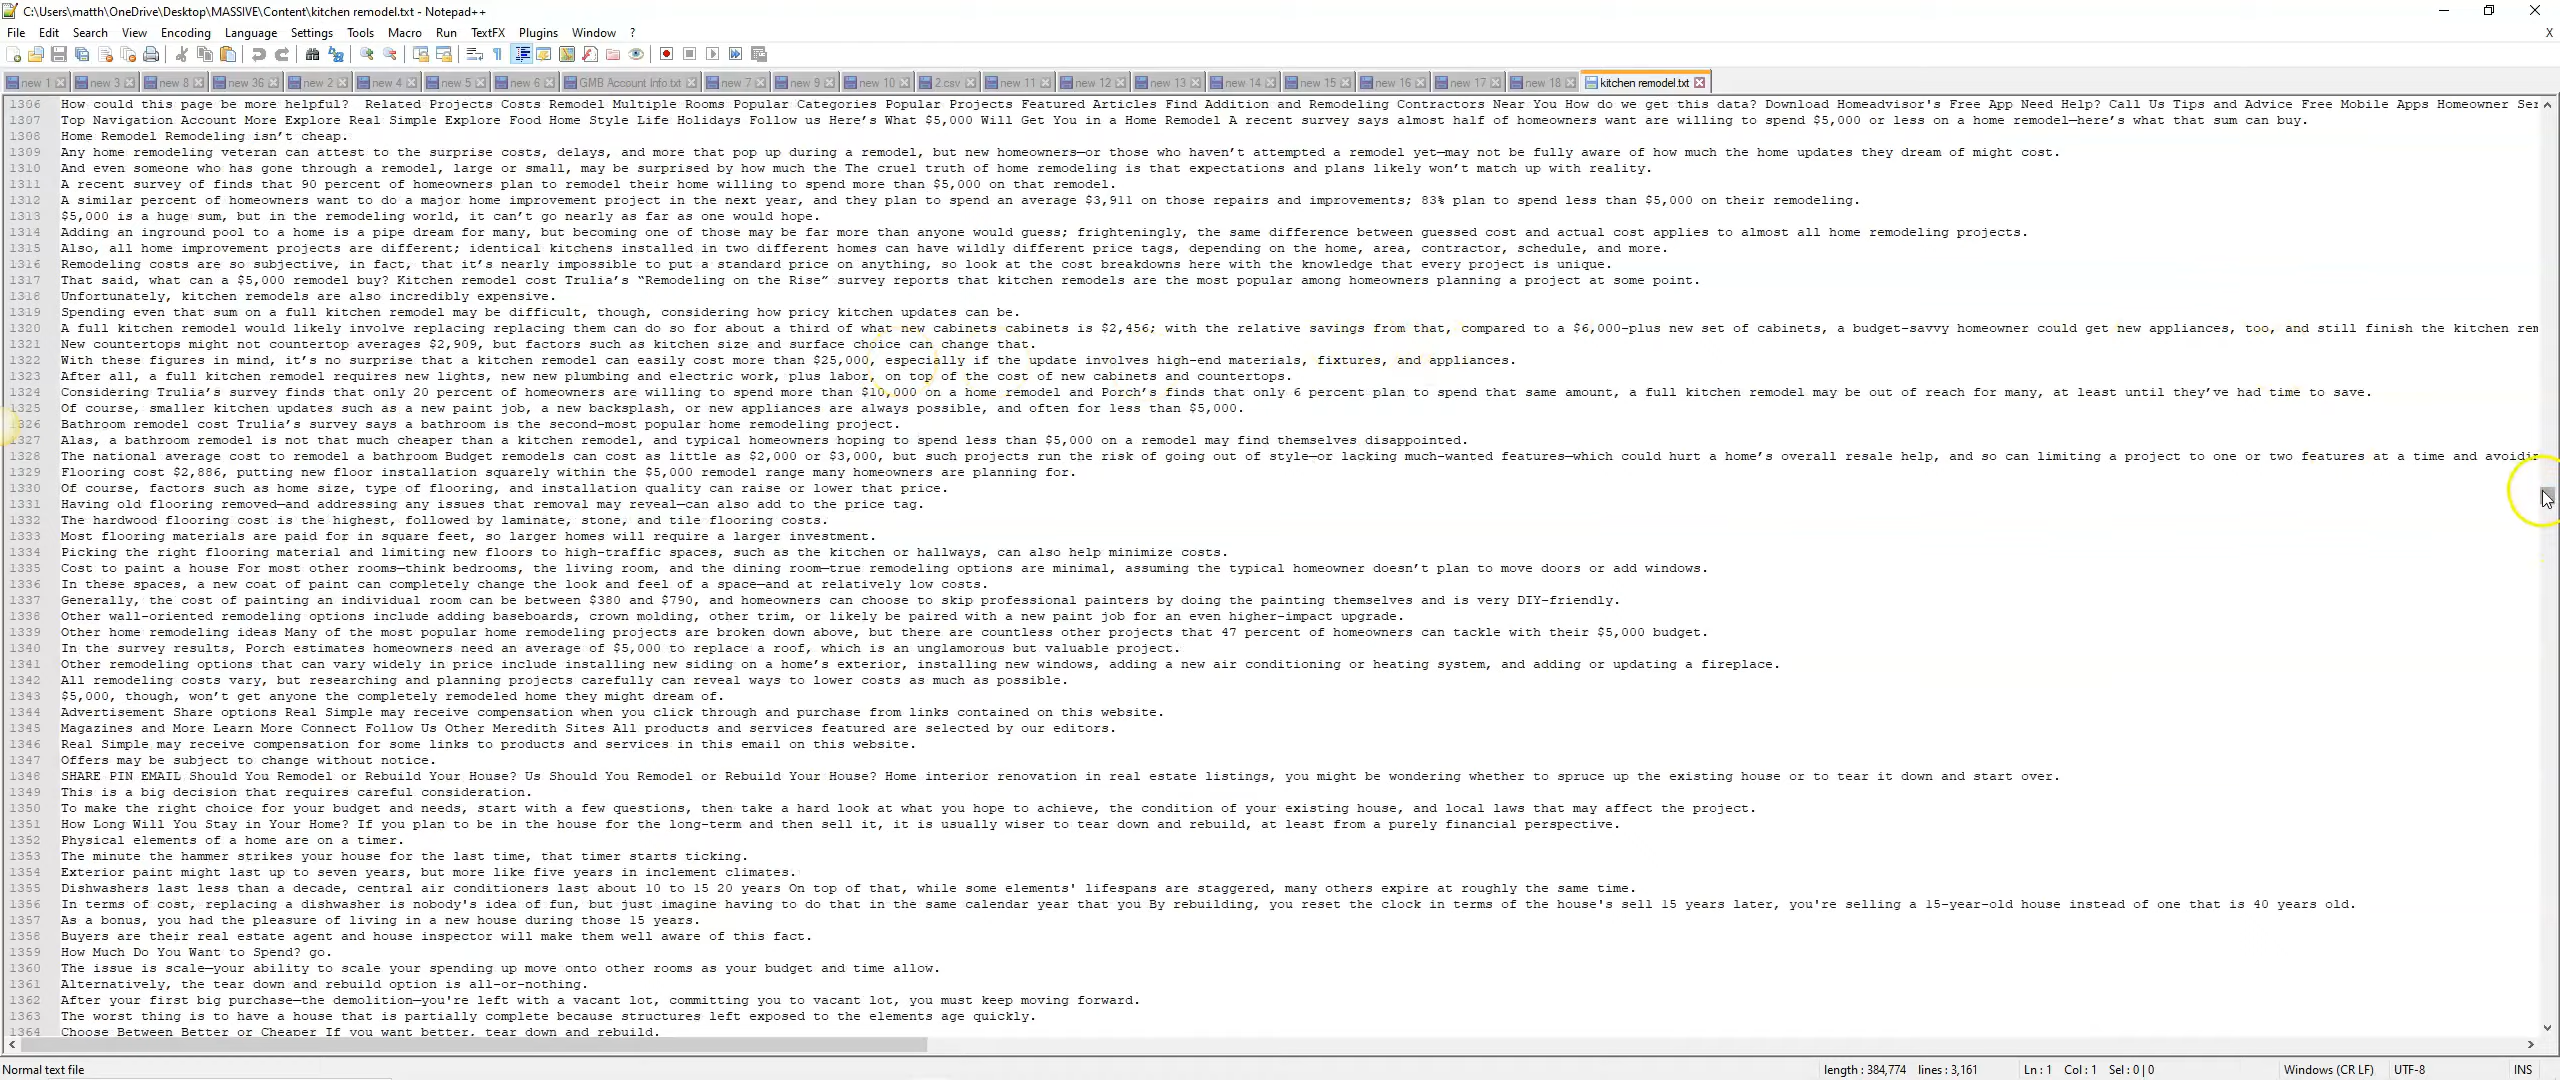 C:\Users\matth\OneDrive\Desktop\MASSIVE\Content\kitchen remodel.txt - Notepad++
File Edit Search View Encoding Language Settings Tools Macro Run TextFX Plugins Window ?
X
new 1 new 3 new 8 new 36 new 2 new 4 new 5 new 6 GMB Account Info.txt new 7 new 9 new 10 2.csv new 11 new 12 new 13 new 14 new 15 new 16 new 17 new 18 kitchen remodel.txt
1306 How could this page be more helpful?  Related Projects Costs Remodel Multiple Rooms Popular Categories Popular Projects Featured Articles Find Addition and Remodeling Contractors Near You How do we get this data? Download Homeadvisor's Free App Need Help? Call Us Tips and Advice Free Mobile Apps Homeowner
1307 Top Navigation Account More Explore Real Simple Explore Food Home Style Life Holidays Follow us Here’s What $5,000 Will Get You in a Home Remodel A recent survey says almost half of homeowners want are willing to spend $5,000 or less on a home remodel—here’s what that sum can buy.
1308 Home Remodel Remodeling isn’t cheap.
1309 Any home remodeling veteran can attest to the surprise costs, delays, and more that pop up during a remodel, but new homeowners—or those who haven’t attempted a remodel yet—may not be fully aware of how much the home updates they dream of might cost.
1310 And even someone who has gone through a remodel, large or small, may be surprised by how much the The cruel truth of home remodeling is that expectations and plans likely won’t match up with reality.
1311 A recent survey of finds that 90 percent of homeowners plan to remodel their home willing to spend more than $5,000 on that remodel.
1312 A similar percent of homeowners want to do a major home improvement project in the next year, and they plan to spend an average $3,911 on those repairs and improvements; 83% plan to spend less than $5,000 on their remodeling.
1313 $5,000 is a huge sum, but in the remodeling world, it can’t go nearly as far as one would hope.
1314 Adding an inground pool to a home is a pipe dream for many, but becoming one of those may be far more than anyone would guess; frighteningly, the same difference between guessed cost and actual cost applies to almost all home remodeling projects.
1315 Also, all home improvement projects are different; identical kitchens installed in two different homes can have wildly different price tags, depending on the home, area, contractor, schedule, and more.
1316 Remodeling costs are so subjective, in fact, that it’s nearly impossible to put a standard price on anything, so look at the cost breakdowns here with the knowledge that every project is unique.
1317 That said, what can a $5,000 remodel buy? Kitchen remodel cost Trulia’s “Remodeling on the Rise” survey reports that kitchen remodels are the most popular among homeowners planning a project at some point.
1318 Unfortunately, kitchen remodels are also incredibly expensive.
1319 Spending even that sum on a full kitchen remodel may be difficult, though, considering how pricy kitchen updates can be.
1320 A full kitchen remodel would likely involve replacing replacing them can do so for about a third of what new cabinets cabinets is $2,456; with the relative savings from that, compared to a $6,000-plus new set of cabinets, a budget-savvy homeowner could get new appliances, too, and still finish the kitchen rem
1321 New countertops might not countertop averages $2,909, but factors such as kitchen size and surface choice can change that.
1322 With these figures in mind, it’s no surprise that a kitchen remodel can easily cost more than $25,000, especially if the update involves high-end materials, fixtures, and appliances.
1323 After all, a full kitchen remodel requires new lights, new new plumbing and electric work, plus labor, on top of the cost of new cabinets and countertops.
1324 Considering Trulia’s survey finds that only 20 percent of homeowners are willing to spend more than $10,000 on a home remodel and Porch’s finds that only 6 percent plan to spend that same amount, a full kitchen remodel may be out of reach for many, at least until they’ve had time to save.
1325 Of course, smaller kitchen updates such as a new paint job, a new backsplash, or new appliances are always possible, and often for less than $5,000.
1326 Bathroom remodel cost Trulia’s survey says a bathroom is the second-most popular home remodeling project.
1327 Alas, a bathroom remodel is not that much cheaper than a kitchen remodel, and typical homeowners hoping to spend less than $5,000 on a remodel may find themselves disappointed.
1328 The national average cost to remodel a bathroom Budget remodels can cost as little as $2,000 or $3,000, but such projects run the risk of going out of style—or lacking much-wanted features—which could hurt a home’s overall resale help, and so can limiting a project to one or two features at a time and
1329 Flooring cost $2,886, putting new floor installation squarely within the $5,000 remodel range many homeowners are planning for.
1330 Of course, factors such as home size, type of flooring, and installation quality can raise or lower that price.
1331 Having old flooring removed—and addressing any issues that removal may reveal—can also add to the price tag.
1332 The hardwood flooring cost is the highest, followed by laminate, stone, and tile flooring costs.
1333 Most flooring materials are paid for in square feet, so larger homes will require a larger investment.
1334 Picking the right flooring material and limiting new floors to high-traffic spaces, such as the kitchen or hallways, can also help minimize costs.
1335 Cost to paint a house For most other rooms—think bedrooms, the living room, and the dining room—true remodeling options are minimal, assuming the typical homeowner doesn’t plan to move doors or add windows.
1336 In these spaces, a new coat of paint can completely change the look and feel of a space—and at relatively low costs.
1337 Generally, the cost of painting an individual room can be between $380 and $790, and homeowners can choose to skip professional painters by doing the painting themselves and is very DIY-friendly.
1338 Other wall-oriented remodeling options include adding baseboards, crown molding, other trim, or likely be paired with a new paint job for an even higher-impact upgrade.
1339 Other home remodeling ideas Many of the most popular home remodeling projects are broken down above, but there are countless other projects that 47 percent of homeowners can tackle with their $5,000 budget.
1340 In the survey results, Porch estimates homeowners need an average of $5,000 to replace a roof, which is an unglamorous but valuable project.
1341 Other remodeling options that can vary widely in price include installing new siding on a home’s exterior, installing new windows, adding a new air conditioning or heating system, and adding or updating a fireplace.
1342 All remodeling costs vary, but researching and planning projects carefully can reveal ways to lower costs as much as possible.
1343 $5,000, though, won’t get anyone the completely remodeled home they might dream of.
1344 Advertisement Share options Real Simple may receive compensation when you click through and purchase from links contained on this website.
1345 Magazines and More Learn More Connect Follow Us Other Meredith Sites All products and services featured are selected by our editors.
1346 Real Simple may receive compensation for some links to products and services in this email on this website.
1347 Offers may be subject to change without notice.
1348 SHARE PIN EMAIL Should You Remodel or Rebuild Your House? Us Should You Remodel or Rebuild Your House? Home interior renovation in real estate listings, you might be wondering whether to spruce up the existing house or to tear it down and start over.
1349 This is a big decision that requires careful consideration.
1350 To make the right choice for your budget and needs, start with a few questions, then take a hard look at what you hope to achieve, the condition of your existing house, and local laws that may affect the project.
1351 How Long Will You Stay in Your Home? If you plan to be in the house for the long-term and then sell it, it is usually wiser to tear down and rebuild, at least from a purely financial perspective.
1352 Physical elements of a home are on a timer.
1353 The minute the hammer strikes your house for the last time, that timer starts ticking.
1354 Exterior paint might last up to seven years, but more like five years in inclement climates.
1355 Dishwashers last less than a decade, central air conditioners last about 10 to 15 20 years On top of that, while some elements' lifespans are staggered, many others expire at roughly the same time.
1356 In terms of cost, replacing a dishwasher is nobody's idea of fun, but just imagine having to do that in the same calendar year that you By rebuilding, you reset the clock in terms of the house's sell 15 years later, you're selling a 15-year-old house instead of one that is 40 years old.
1357 As a bonus, you had the pleasure of living in a new house during those 15 years.
1358 Buyers are their real estate agent and house inspector will make them well aware of this fact.
1359 How Much Do You Want to Spend? go.
1360 The issue is scale—your ability to scale your spending up move onto other rooms as your budget and time allow.
1361 Alternatively, the tear down and rebuild option is all-or-nothing.
1362 After your first big purchase—the demolition—you're left with a vacant lot, committing you to vacant lot, you must keep moving forward.
1363 The worst thing is to have a house that is partially complete because structures left exposed to the elements age quickly.
1364 Choose Between Better or Cheaper If you want better, tear down and rebuild.
Normal text file length : 384,774 lines : 3,161 Ln : 1 Col : 1 Sel : 0 | 0 Windows (CR LF) UTF-8 INS